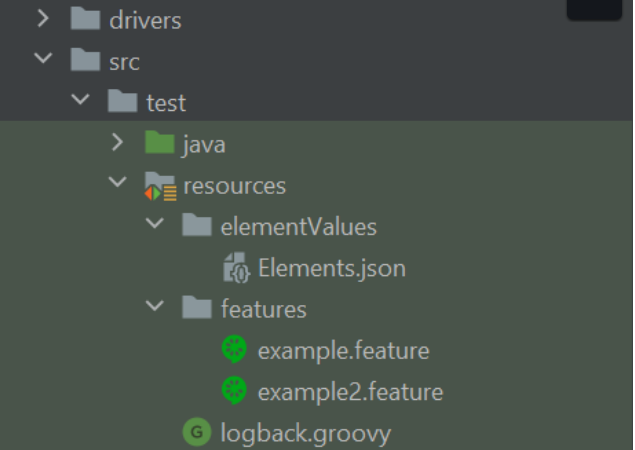 drivers
src
test
java
resources
elementValues
Elements.json
features
example.feature
example2.feature
G logback.groovy